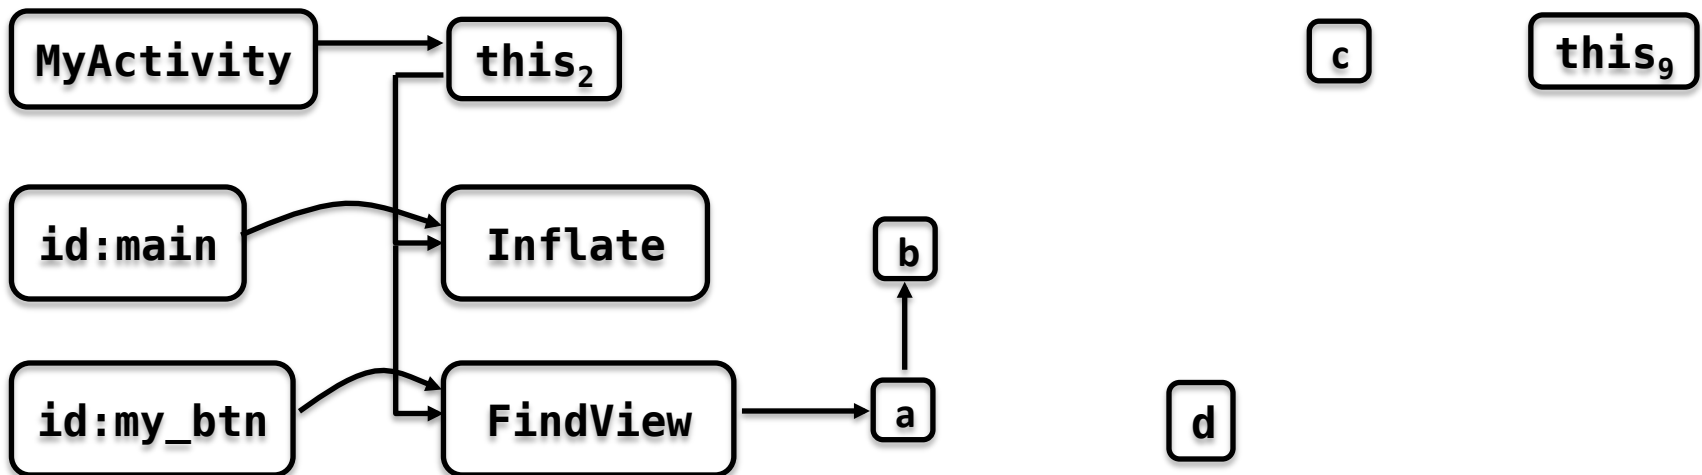 MyActivity
this₂
c
this₉
id:main
Inflate
b
id:my_btn
FindView
a
d